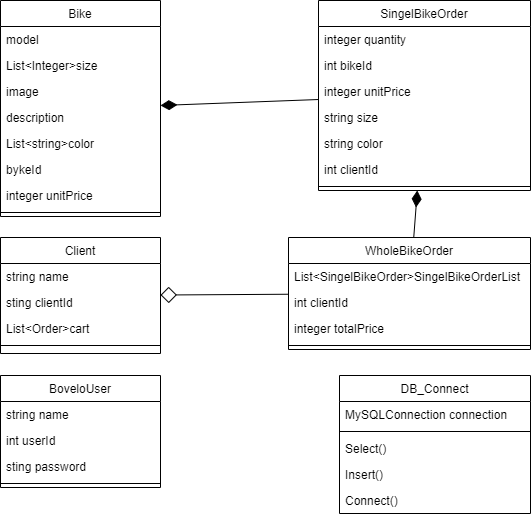 Bike
model
List<Integer>size
image
description
List<string>color
bykeId
integer unitPrice
SingelBikeOrder
integer quantity
int bikeId
integer unitPrice
string size
string color
int clientId
Client
string name
sting clientId
List<Order>cart
WholeBikeOrder
List<SingelBikeOrder>SingelBikeOrderList
int clientId
integer totalPrice
BoveloUser
string name
int userId
sting password
DB_Connect
MySQLConnection connection
Select()
Insert()
Connect()